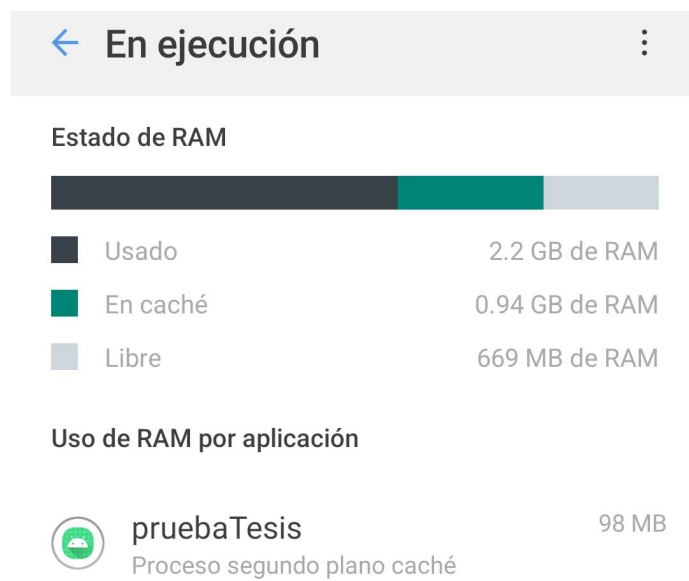 En ejecución
Estado de RAM
Usado 2.2 GB de RAM
En caché 0.94 GB de RAM
Libre 669 MB de RAM
Uso de RAM por aplicación
pruebaTesis 98 MB
Proceso segundo plano caché